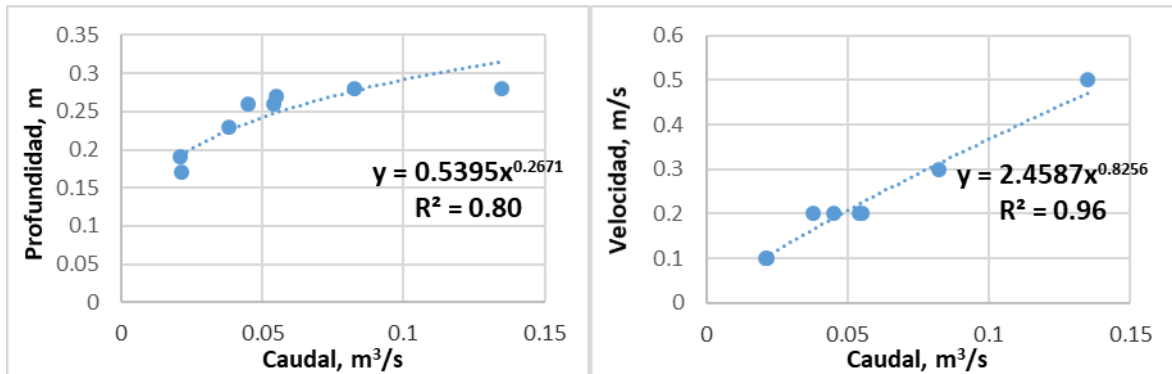 0.35
0.3
0.25
0.2
0.15
0.1
0.05
0
Profundidad, m
y = 0.5395x^0.2671
R² = 0.80
0 0.05 0.1 0.15
Caudal, m³/s
0.6
0.5
0.4
0.3
0.2
0.1
0
Velocidad, m/s
y = 2.4587x^0.8256
R² = 0.96
0 0.05 0.1 0.15
Caudal, m³/s